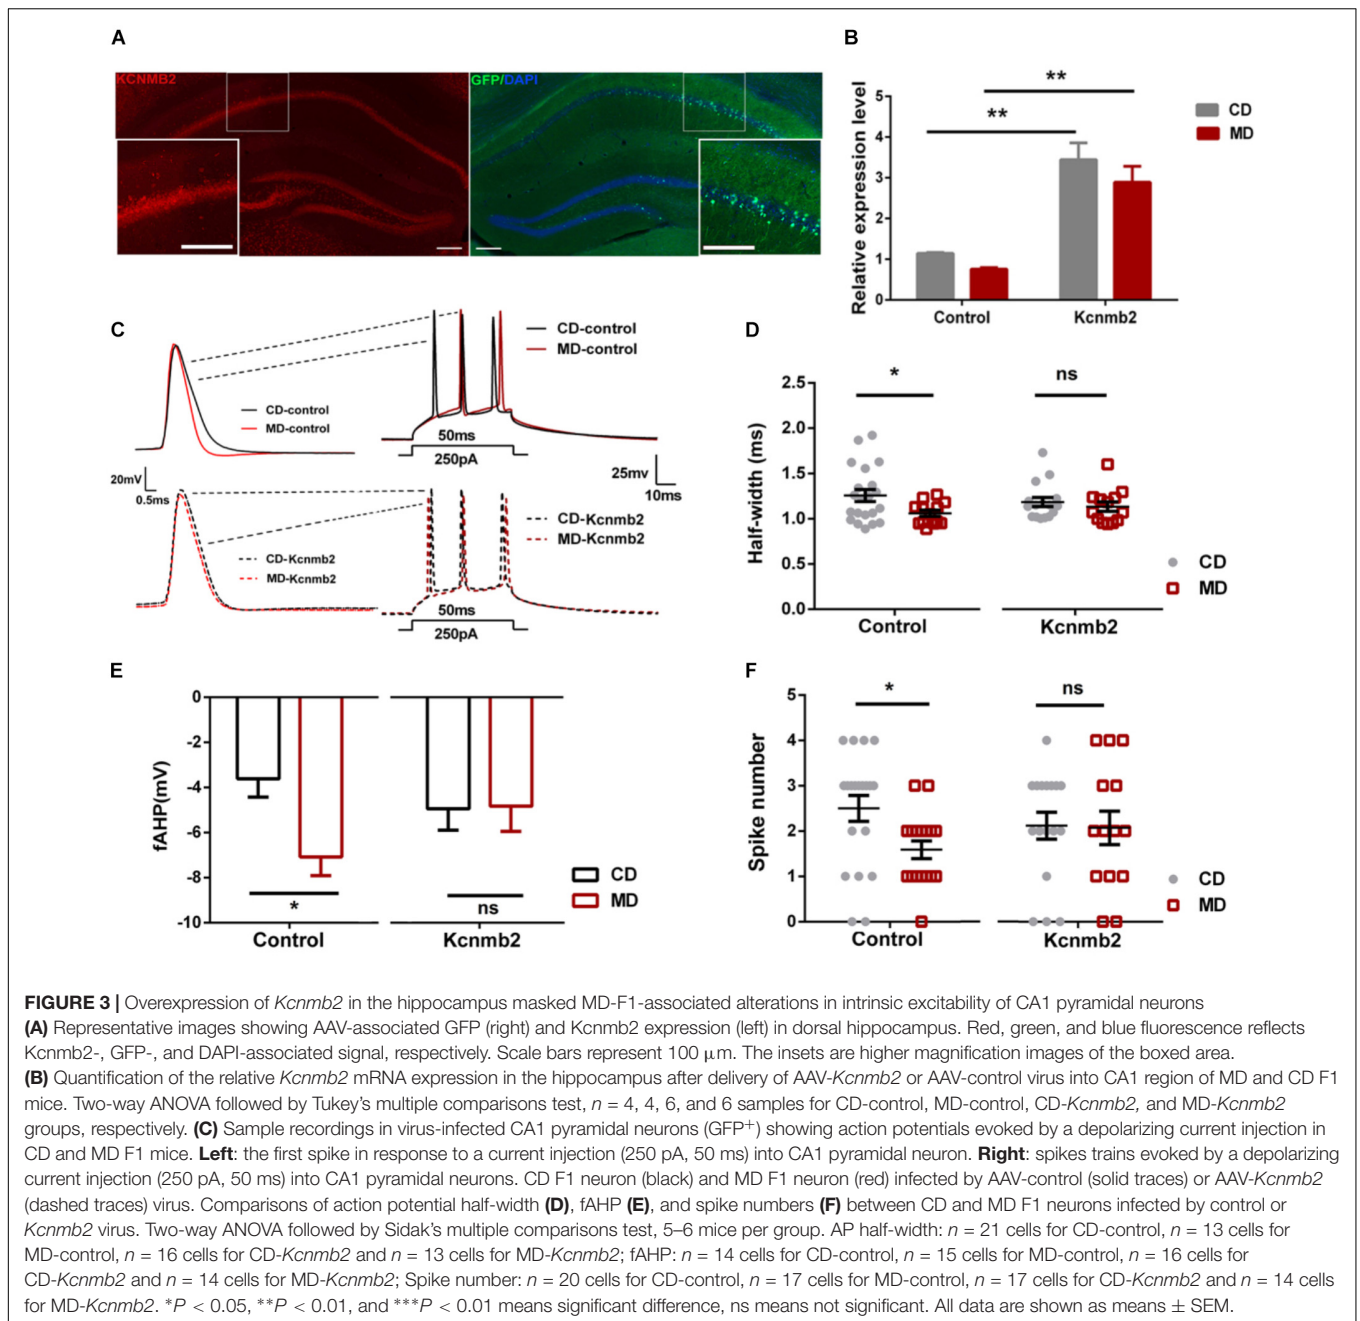 A
KCNMB2
GFP/DAPI
B
Relative expression level
5
4
3
2
1
0
**
**
CD
MD
Control
Kcnmb2
C
CD-control
MD-control
CD-control
MD-control
50ms
250pA
20mV
0.5ms
25mv
10ms
CD-Kcnmb2
MD-Kcnmb2
CD-Kcnmb2
MD-Kcnmb2
50ms
250pA
D
Half-width (ms)
2.5
2.0
1.5
1.0
0.5
0.0
*
ns
CD
MD
Control
Kcnmb2
E
fAHP(mV)
0
-2
-4
-6
-8
-10
*
ns
CD
MD
Control
Kcnmb2
F
Spike number
5
4
3
2
1
0
*
ns
CD
MD
Control
Kcnmb2
FIGURE 3 | Overexpression of Kcnmb2 in the hippocampus masked MD-F1-associated alterations in intrinsic excitability of CA1 pyramidal neurons
(A) Representative images showing AAV-associated GFP (right) and Kcnmb2 expression (left) in dorsal hippocampus. Red, green, and blue fluorescence reflects
Kcnmb2-, GFP-, and DAPI-associated signal, respectively. Scale bars represent 100 μm. The insets are higher magnification images of the boxed area.
(B) Quantification of the relative Kcnmb2 mRNA expression in the hippocampus after delivery of AAV-Kcnmb2 or AAV-control virus into CA1 region of MD and CD F1
mice. Two-way ANOVA followed by Tukey's multiple comparisons test, n = 4, 4, 6, and 6 samples for CD-control, MD-control, CD-Kcnmb2, and MD-Kcnmb2
groups, respectively. (C) Sample recordings in virus-infected CA1 pyramidal neurons (GFP+) showing action potentials evoked by a depolarizing current injection in
CD and MD F1 mice. Left: the first spike in response to a current injection (250 pA, 50 ms) into CA1 pyramidal neuron. Right: spikes trains evoked by a depolarizing
current injection (250 pA, 50 ms) into CA1 pyramidal neurons. CD F1 neuron (black) and MD F1 neuron (red) infected by AAV-control (solid traces) or AAV-Kcnmb2
(dashed traces) virus. Comparisons of action potential half-width (D), fAHP (E), and spike numbers (F) between CD and MD F1 neurons infected by control or
Kcnmb2 virus. Two-way ANOVA followed by Sidak's multiple comparisons test, 5–6 mice per group. AP half-width: n = 21 cells for CD-control, n = 13 cells for
MD-control, n = 16 cells for CD-Kcnmb2 and n = 13 cells for MD-Kcnmb2; fAHP: n = 14 cells for CD-control, n = 15 cells for MD-control, n = 16 cells for
CD-Kcnmb2 and n = 14 cells for MD-Kcnmb2; Spike number: n = 20 cells for CD-control, n = 17 cells for MD-control, n = 17 cells for CD-Kcnmb2 and n = 14 cells
for MD-Kcnmb2. *P < 0.05, **P < 0.01, and ***P < 0.01 means significant difference, ns means not significant. All data are shown as means ± SEM.